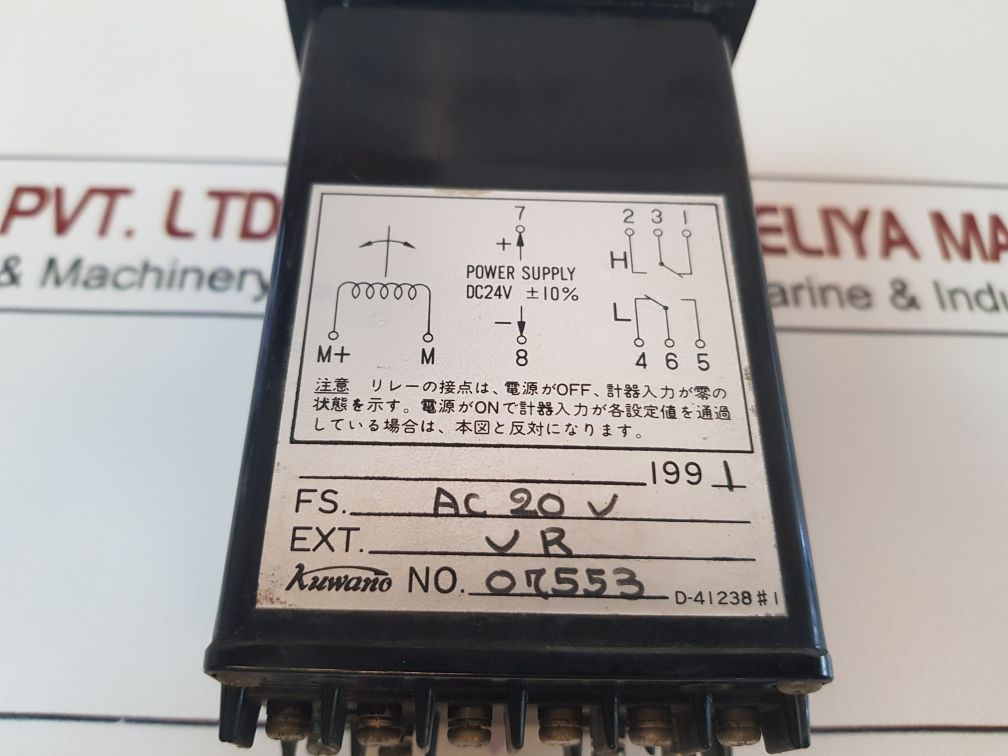 PVT. LTD
& Machinery
ELIYA MA
arine & Indu
7
+
POWER SUPPLY
DC24V ±10%
−
8
2 3 1
H
L
4 6 5
M+ M
注意 リレーの接点は、電源がOFF、計器入力が零の
状態を示す。電源がONで計器入力が各設定値を通過
している場合は、本図と反対になります。
1991
FS. AC 20 V
EXT. VR
Kuwano NO. 07553 D-41238#1